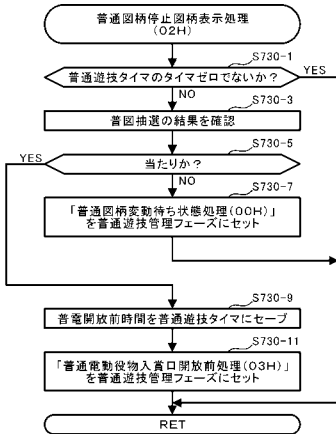 普通図柄停止図柄表示処理
(02H)
S730-1
普通遊技タイマのタイマゼロでないか?
YES
NO
S730-3
普図抽選の結果を確認
S730-5
YES
当たりか?
NO
S730-7
「普通図柄変動待ち状態処理(00H)」
を普通遊技管理フェーズにセット
S730-9
普電開放前時間を普通遊技タイマにセーブ
S730-11
「普通電動役物入賞口開放前処理(03H)」
を普通遊技管理フェーズにセット
RET